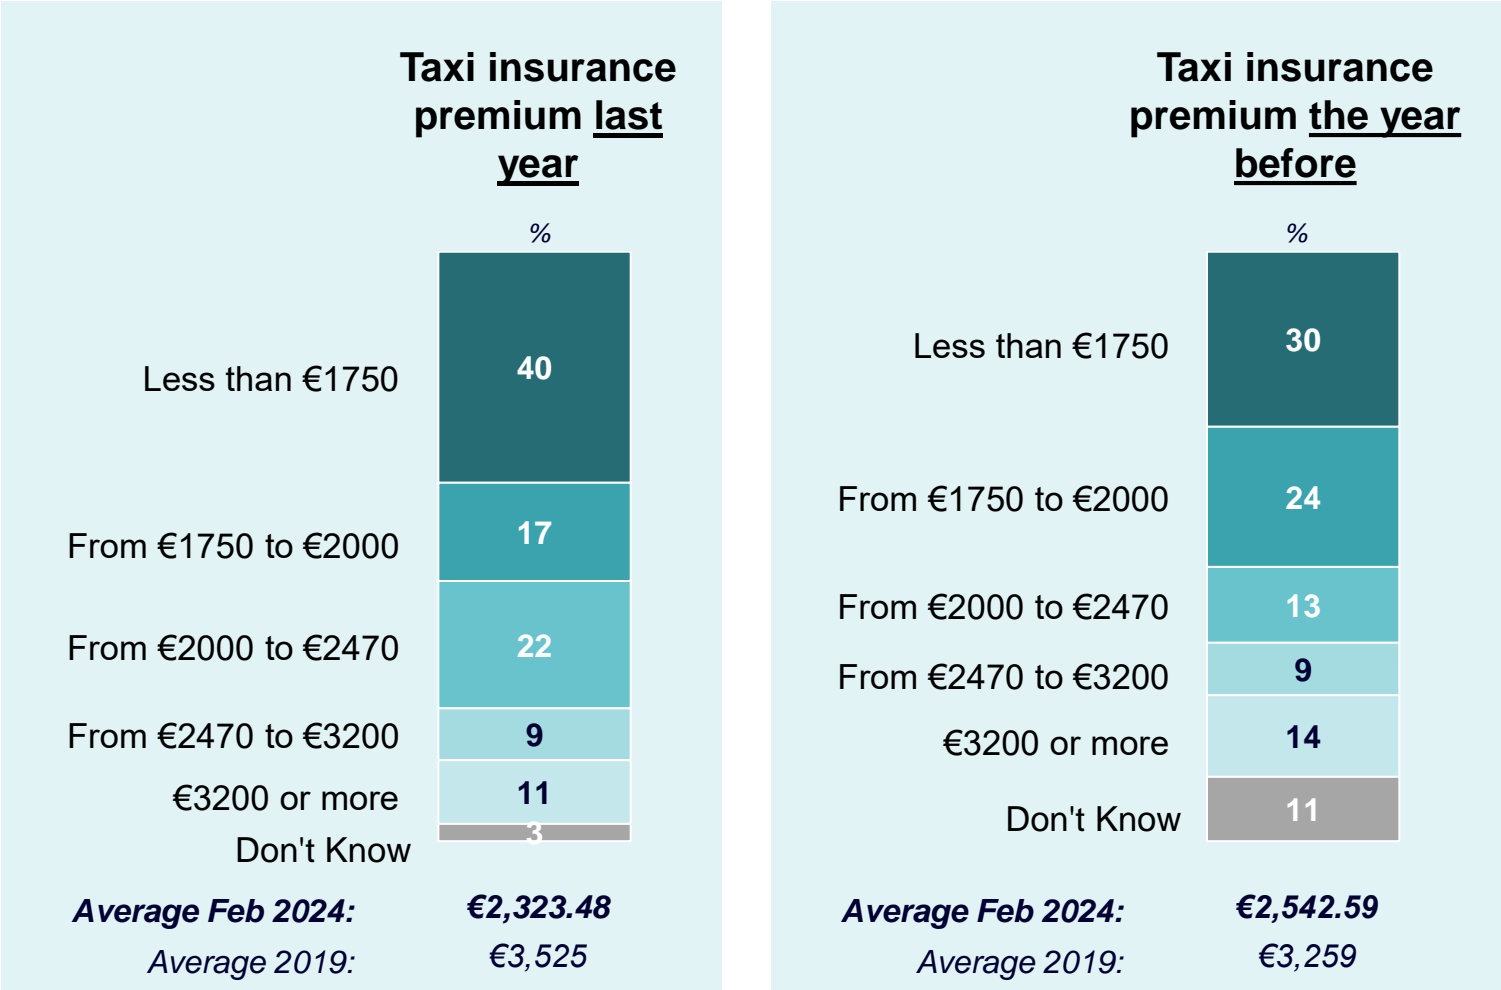 Taxi insurance
premium last
year
%
Less than €1750
40
From €1750 to €2000
17
From €2000 to €2470
22
From €2470 to €3200
9
€3200 or more
11
Don't Know
3
Average Feb 2024:
€2,323.48
Average 2019:
€3,525
Taxi insurance
premium the year
before
%
Less than €1750
30
From €1750 to €2000
24
From €2000 to €2470
13
From €2470 to €3200
9
€3200 or more
14
Don't Know
11
Average Feb 2024:
€2,542.59
Average 2019:
€3,259